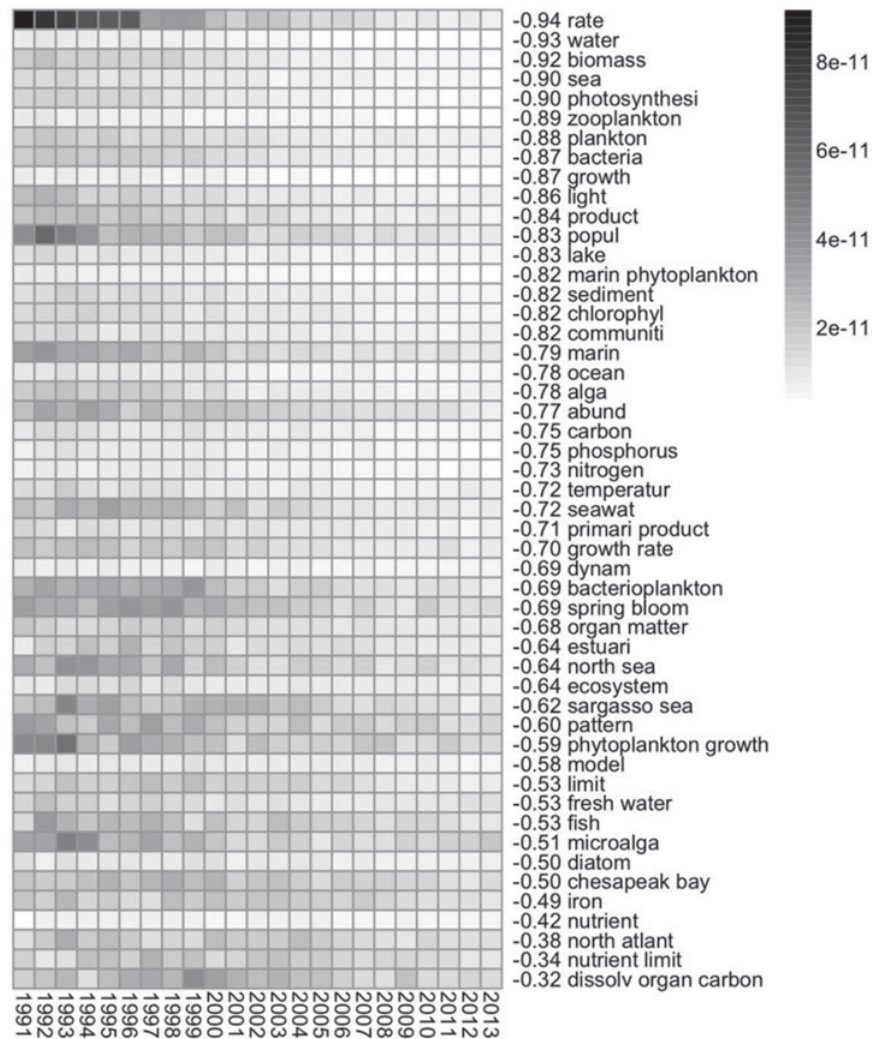 -0.94 rate
-0.93 water
-0.92 biomass
-0.90 sea
-0.90 photosynthesi
-0.89 zooplankton
-0.88 plankton
-0.87 bacteria
-0.87 growth
-0.86 light
-0.84 product
-0.83 popul
-0.83 lake
-0.82 marin phytoplankton
-0.82 sediment
-0.82 chlorophyl
-0.82 communiti
-0.79 marin
-0.78 ocean
-0.78 alga
-0.77 abund
-0.75 carbon
-0.75 phosphorus
-0.73 nitrogen
-0.72 temperatur
-0.72 seawat
-0.71 primari product
-0.70 growth rate
-0.69 dynam
-0.69 bacterioplankton
-0.69 spring bloom
-0.68 organ matter
-0.64 estuari
-0.64 north sea
-0.64 ecosystem
-0.62 sargasso sea
-0.60 pattern
-0.59 phytoplankton growth
-0.58 model
-0.53 limit
-0.53 fresh water
-0.53 fish
-0.51 microalga
-0.50 diatom
-0.50 chesapeak bay
-0.49 iron
-0.42 nutrient
-0.38 north atlant
-0.34 nutrient limit
-0.32 dissolv organ carbon
8e-11
6e-11
4e-11
2e-11
1991
1992
1993
1994
1995
1996
1997
1998
1999
2000
2001
2002
2003
2004
2005
2006
2007
2008
2009
2010
2011
2012
2013